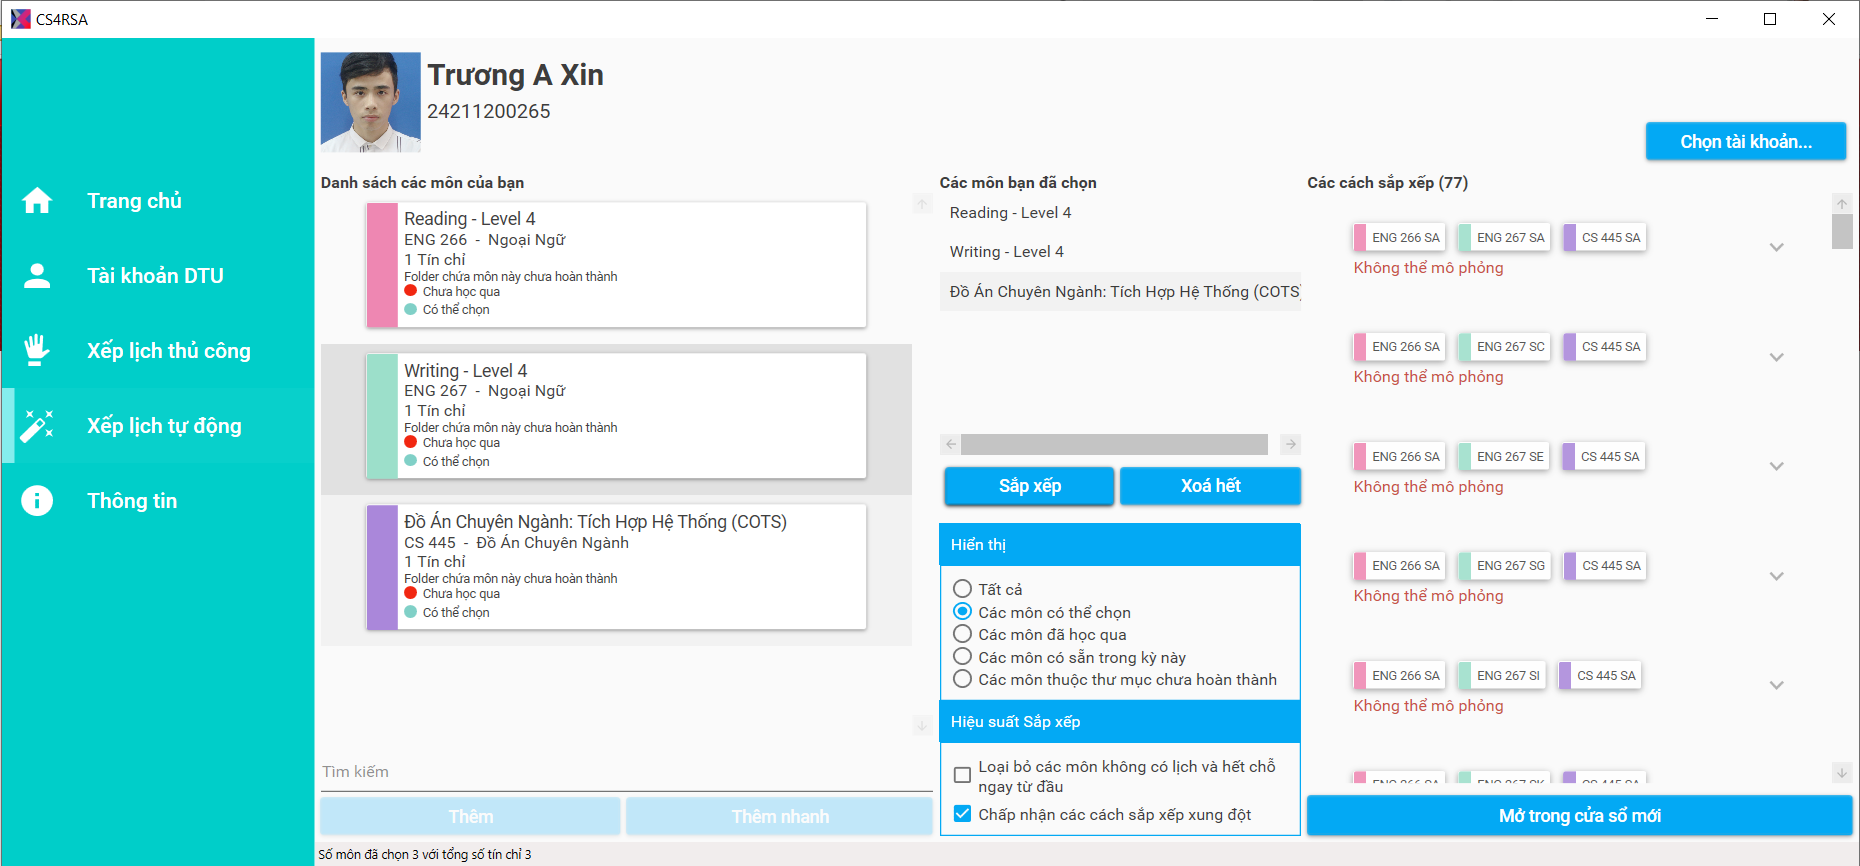 CS4RSA
Trang chủ
Tài khoản DTU
Xếp lịch thủ công
Xếp lịch tự động
Thông tin
Trương A Xin
24211200265
Chọn tài khoản...
Danh sách các môn của bạn
Reading - Level 4
ENG 266 - Ngoại Ngữ
1 Tín chỉ
Folder chứa môn này chưa hoàn thành
Chưa học qua
Có thể chọn
Writing - Level 4
ENG 267 - Ngoại Ngữ
1 Tín chỉ
Folder chứa môn này chưa hoàn thành
Chưa học qua
Có thể chọn
Đồ Án Chuyên Ngành: Tích Hợp Hệ Thống (COTS)
CS 445 - Đồ Án Chuyên Ngành
1 Tín chỉ
Folder chứa môn này chưa hoàn thành
Chưa học qua
Có thể chọn
Tìm kiếm
Thêm
Thêm nhanh
Số môn đã chọn 3 với tổng số tín chỉ 3
Các môn bạn đã chọn
Reading - Level 4
Writing - Level 4
Đồ Án Chuyên Ngành: Tích Hợp Hệ Thống (COTS)
Sắp xếp
Xoá hết
Hiển thị
Tất cả
Các môn có thể chọn
Các môn đã học qua
Các môn có sẵn trong kỳ này
Các môn thuộc thư mục chưa hoàn thành
Hiệu suất Sắp xếp
Loại bỏ các môn không có lịch và hết chỗ
ngay từ đầu
Chấp nhận các cách sắp xếp xung đột
Các cách sắp xếp (77)
ENG 266 SA ENG 267 SA CS 445 SA
Không thể mô phỏng
ENG 266 SA ENG 267 SC CS 445 SA
Không thể mô phỏng
ENG 266 SA ENG 267 SE CS 445 SA
Không thể mô phỏng
ENG 266 SA ENG 267 SG CS 445 SA
Không thể mô phỏng
ENG 266 SA ENG 267 SI CS 445 SA
Không thể mô phỏng
ENG 266 SA ENG 267 SK CS 445 SA
Mở trong cửa sổ mới